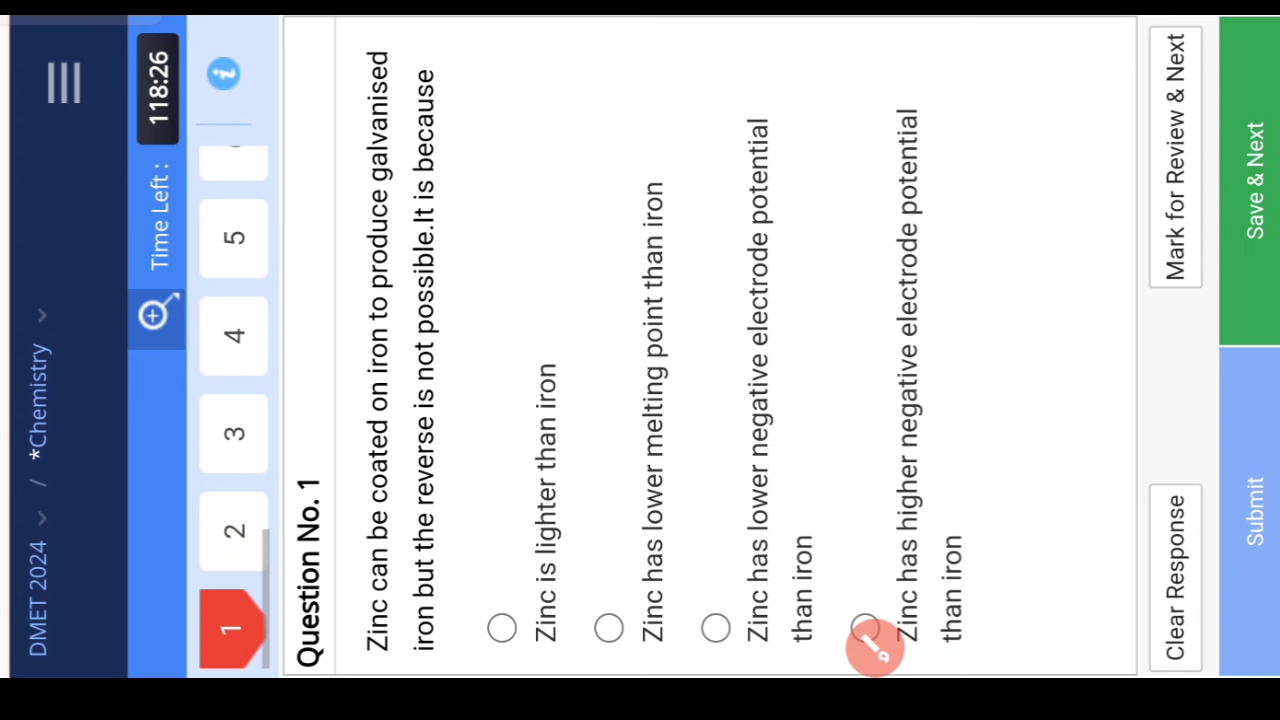 DMET 2024 / *Chemistry
Time Left : 118:26
1 2 3 4 5
Question No. 1
Zinc can be coated on iron to produce galvanised
iron but the reverse is not possible.It is because
Zinc is lighter than iron
Zinc has lower melting point than iron
Zinc has lower negative electrode potential
than iron
Zinc has higher negative electrode potential
than iron
Clear Response
Mark for Review & Next
Submit
Save & Next